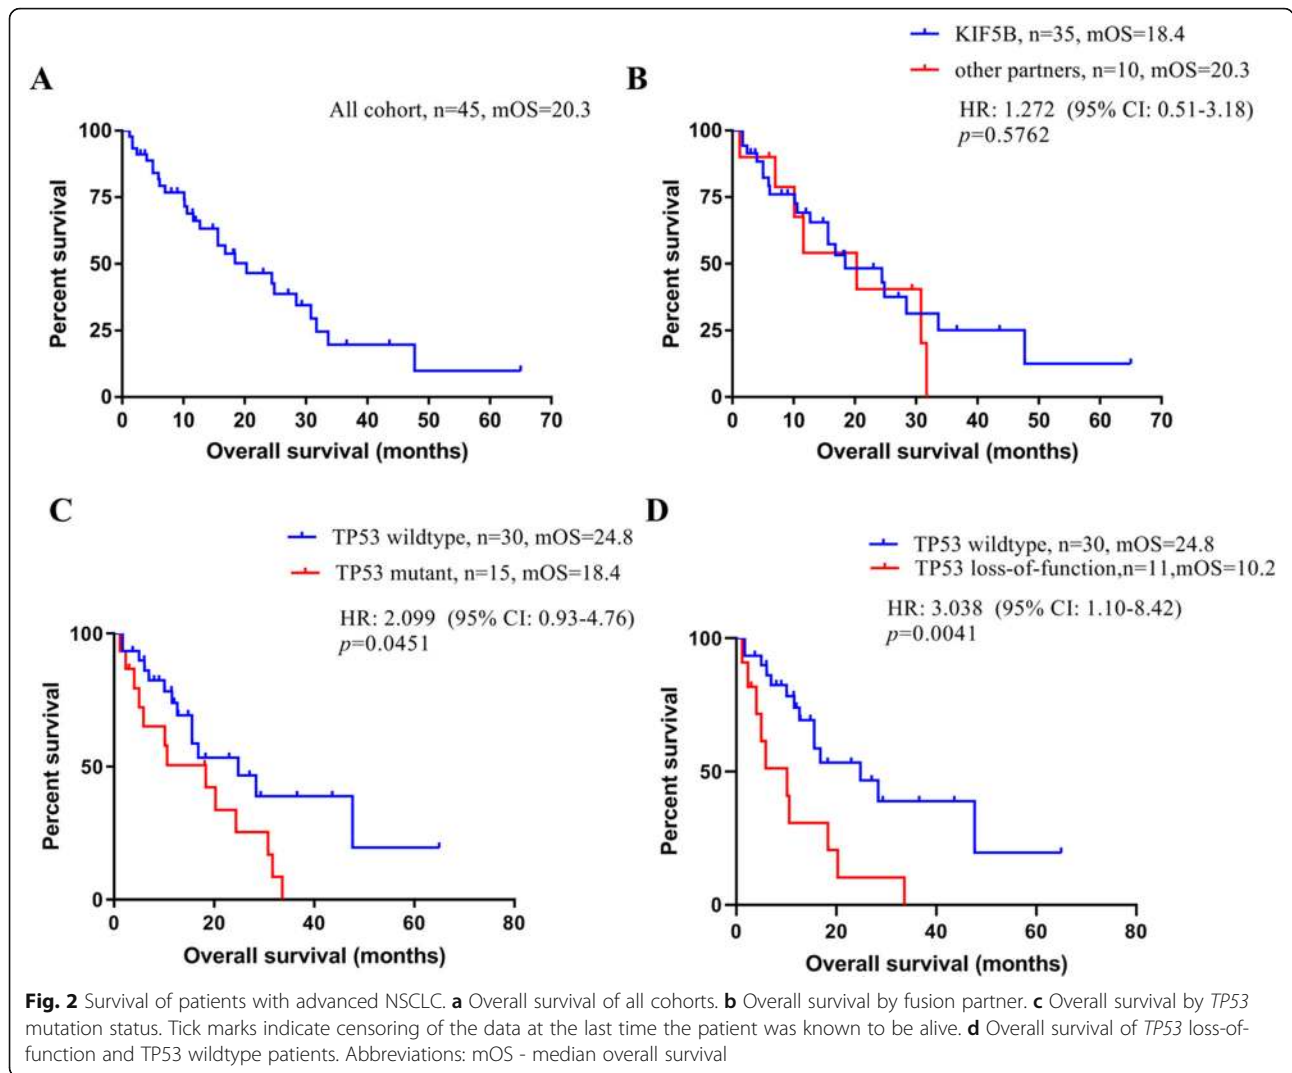 A
All cohort, n=45, mOS=20.3
Percent survival
100
75
50
25
0
0 10 20 30 40 50 60 70
Overall survival (months)
B
KIF5B, n=35, mOS=18.4
other partners, n=10, mOS=20.3
HR: 1.272 (95% CI: 0.51-3.18)
p=0.5762
Percent survival
100
75
50
25
0
0 10 20 30 40 50 60 70
Overall survival (months)
C
TP53 wildtype, n=30, mOS=24.8
TP53 mutant, n=15, mOS=18.4
HR: 2.099 (95% CI: 0.93-4.76)
p=0.0451
Percent survival
100
50
0
0 20 40 60 80
Overall survival (months)
D
TP53 wildtype, n=30, mOS=24.8
TP53 loss-of-function,n=11,mOS=10.2
HR: 3.038 (95% CI: 1.10-8.42)
p=0.0041
Percent survival
100
50
0
0 20 40 60 80
Overall survival (months)
Fig. 2 Survival of patients with advanced NSCLC. a Overall survival of all cohorts. b Overall survival by fusion partner. c Overall survival by TP53
mutation status. Tick marks indicate censoring of the data at the last time the patient was known to be alive. d Overall survival of TP53 loss-of-
function and TP53 wildtype patients. Abbreviations: mOS - median overall survival